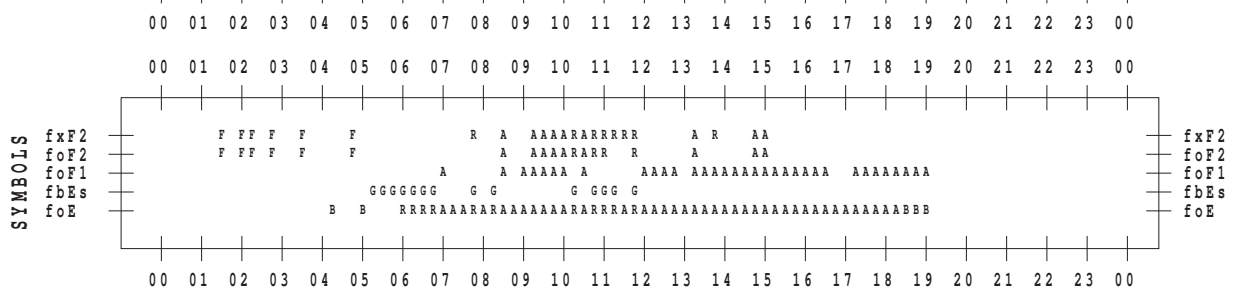 00 01 02 03 04 05 06 07 08 09 10 11 12 13 14 15 16 17 18 19 20 21 22 23 00
00 01 02 03 04 05 06 07 08 09 10 11 12 13 14 15 16 17 18 19 20 21 22 23 00
SYMBOLS
fxF2 F FF F F F R A AAAARARRRRR A R AA fxF2
foF2 F FF F F F A AAAARARR R A AA foF2
foF1 A A AAAAA A AAAA AAAAAAAAAAAAAA AAAAAAAA foF1
fbEs GGGGGGG G G G GGG G fbEs
foE B B RRRRAAARARAAAAAAARARRRARAAAAAAAAAAAAAAAAAAAAAAAAAABBB foE
00 01 02 03 04 05 06 07 08 09 10 11 12 13 14 15 16 17 18 19 20 21 22 23 00